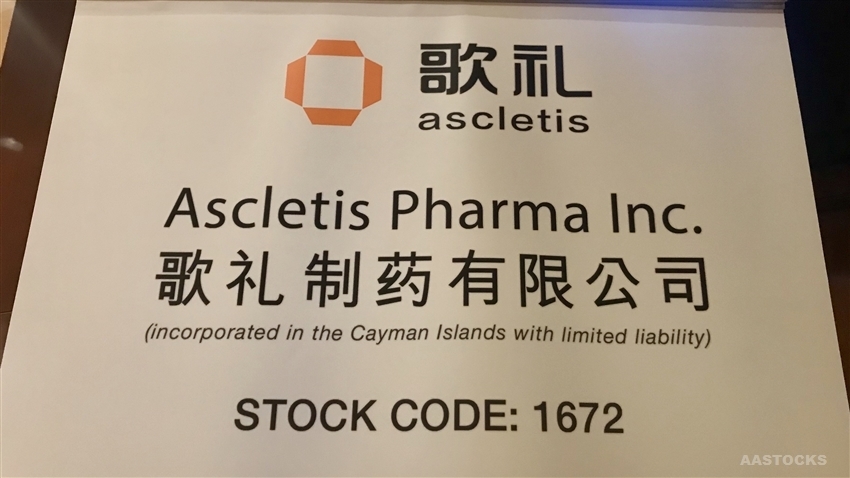 歌礼
ascletis
Ascletis Pharma Inc.
歌礼制药有限公司
(incorporated in the Cayman Islands with limited liability)
STOCK CODE: 1672
AASTOCKS